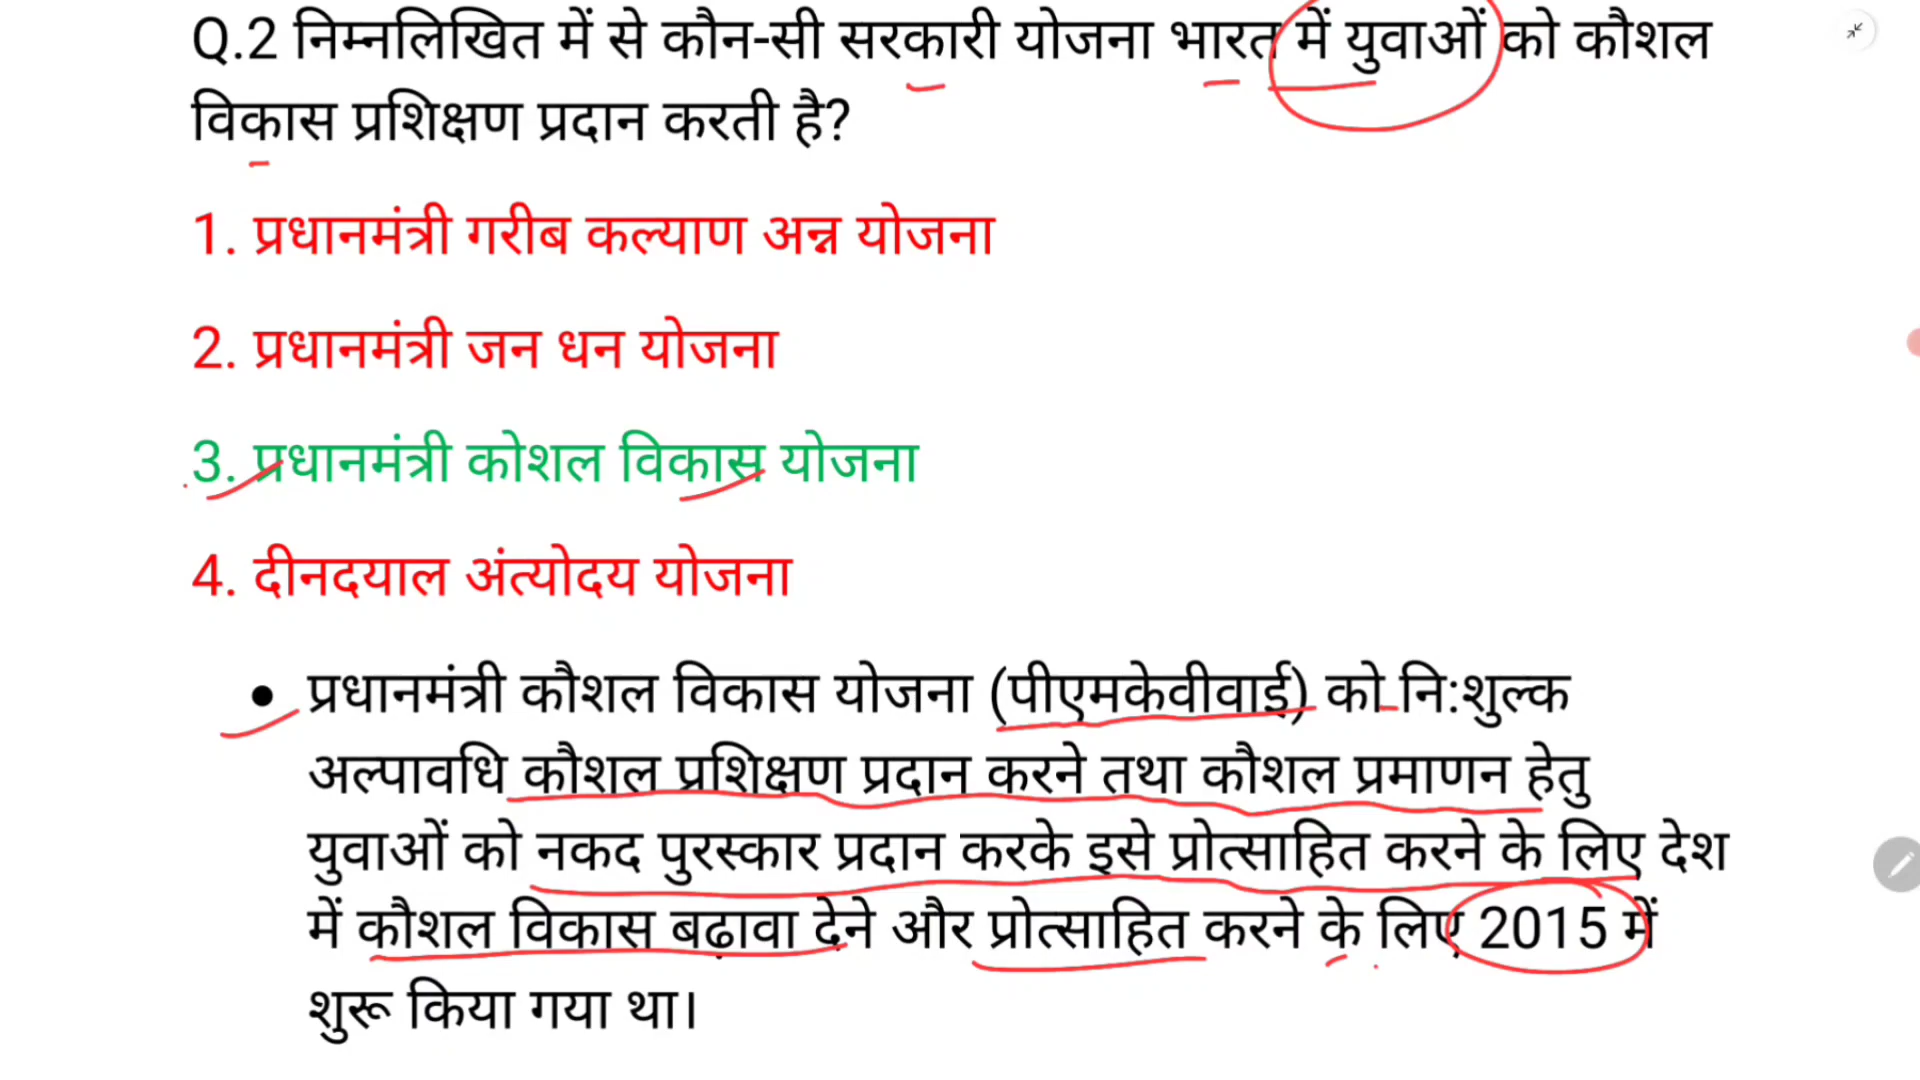 Q.2 निम्नलिखित में से कौन-सी सरकारी योजना भारत में युवाओं को कौशल
विकास प्रशिक्षण प्रदान करती है?
1. प्रधानमंत्री गरीब कल्याण अन्न योजना
2. प्रधानमंत्री जन धन योजना
3. प्रधानमंत्री कोशल विकास योजना
4. दीनदयाल अंत्योदय योजना
• प्रधानमंत्री कौशल विकास योजना (पीएमकेवीवाई) को नि:शुल्क
अल्पावधि कौशल प्रशिक्षण प्रदान करने तथा कौशल प्रमाणन हेतु
युवाओं को नकद पुरस्कार प्रदान करके इसे प्रोत्साहित करने के लिए देश
में कौशल विकास बढ़ावा देने और प्रोत्साहित करने के लिए 2015 में
शुरू किया गया था।